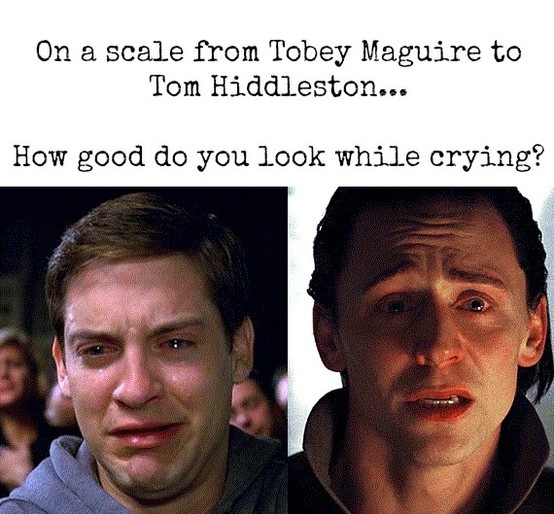 On a scale from Tobey Maguire to
Tom Hiddleston...
How good do you look while crying?